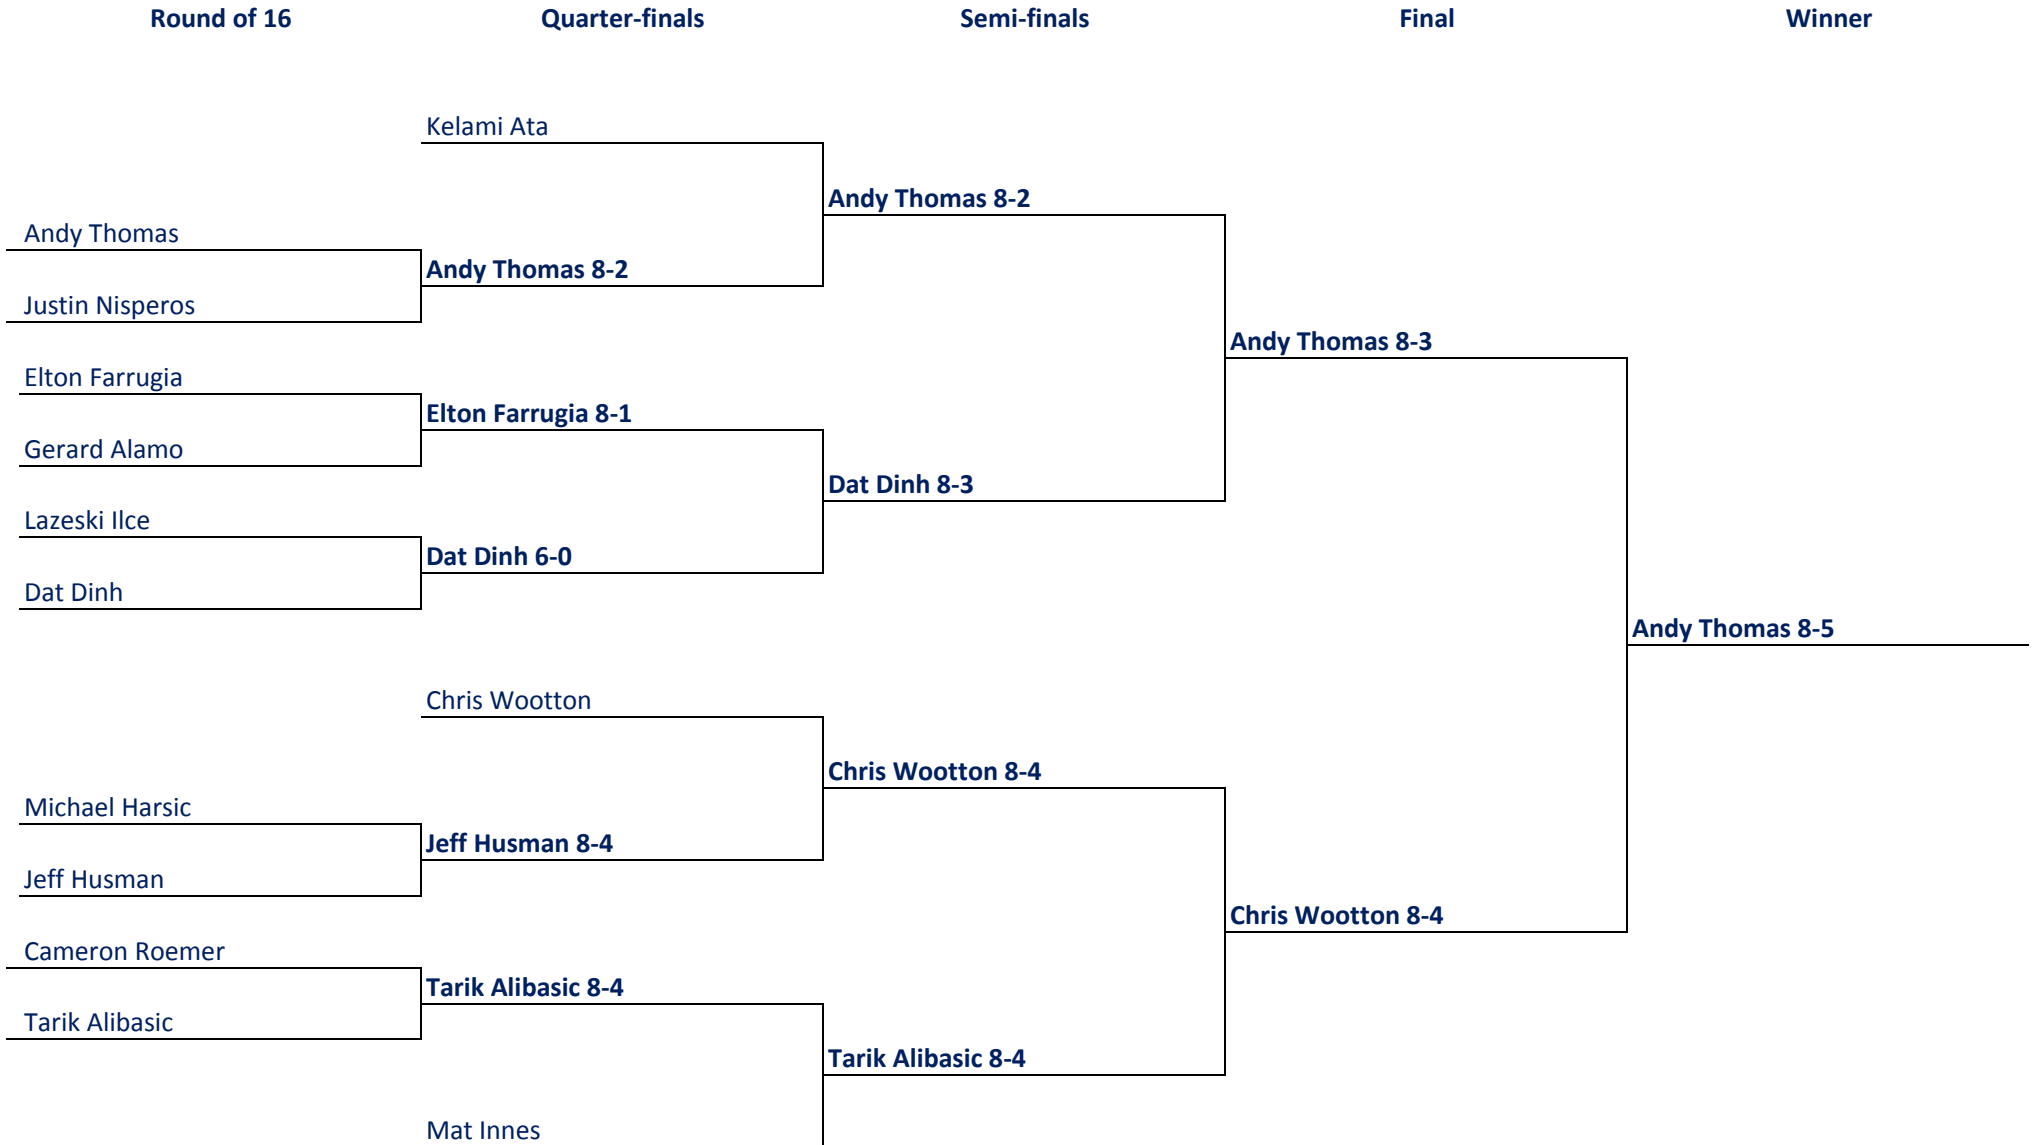 Round of 16 Quarter-finals Semi-finals Final Winner
Kelami Ata
Andy Thomas 8-2
Andy Thomas
Andy Thomas 8-2
Justin Nisperos
Andy Thomas 8-3
Elton Farrugia
Elton Farrugia 8-1
Gerard Alamo
Dat Dinh 8-3
Lazeski Ilce
Dat Dinh 6-0
Dat Dinh
Andy Thomas 8-5
Chris Wootton
Chris Wootton 8-4
Michael Harsic
Jeff Husman 8-4
Jeff Husman
Chris Wootton 8-4
Cameron Roemer
Tarik Alibasic 8-4
Tarik Alibasic
Tarik Alibasic 8-4
Mat Innes